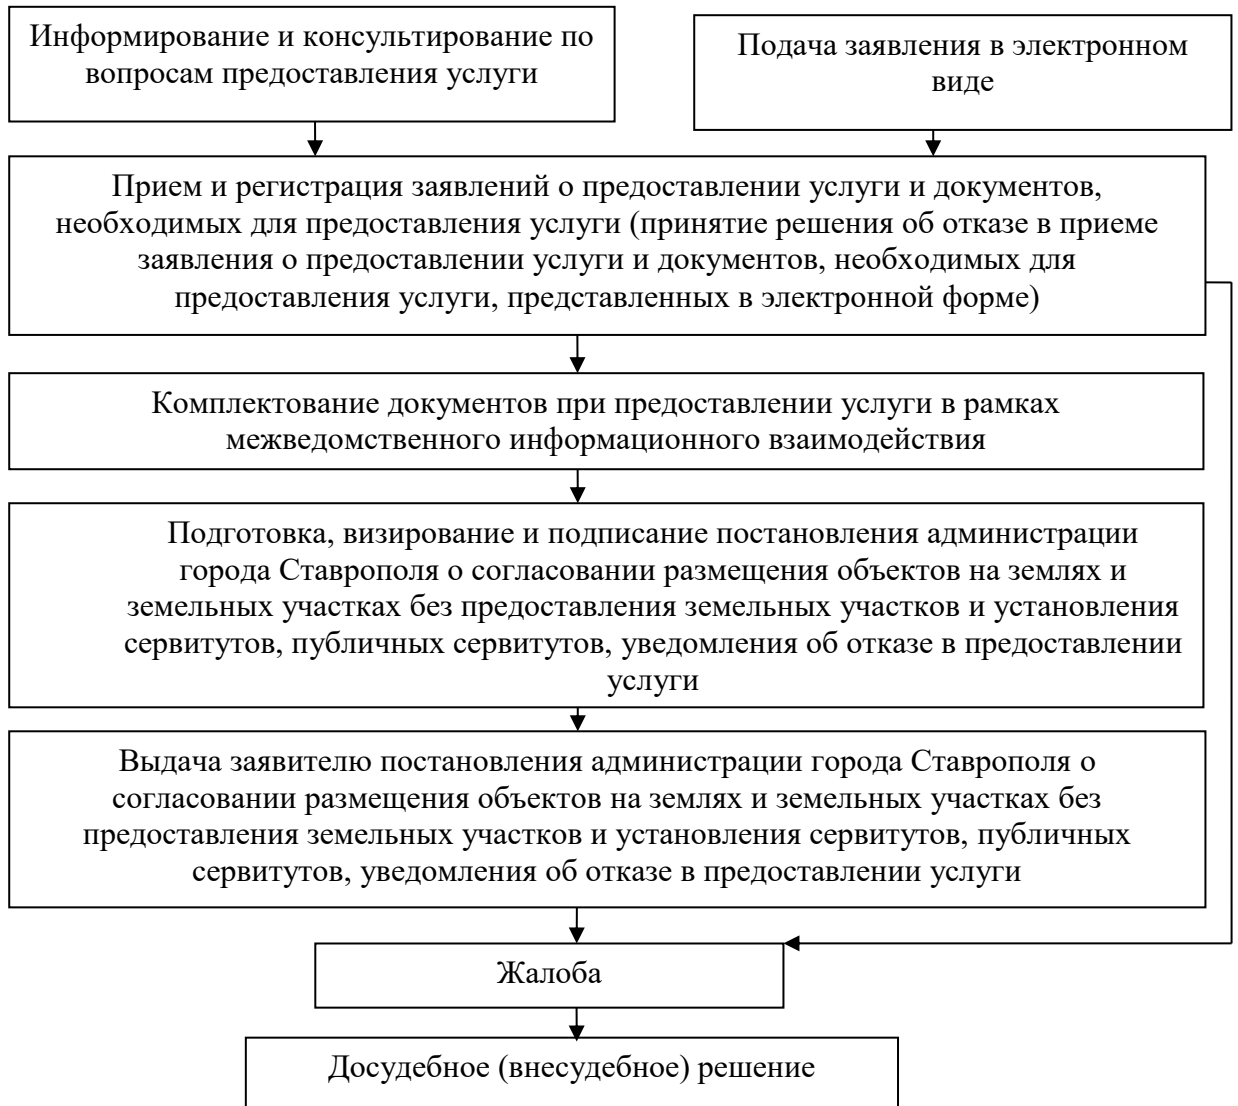 Информирование и консультирование по
вопросам предоставления услуги
Подача заявления в электронном
виде
Прием и регистрация заявлений о предоставлении услуги и документов,
необходимых для предоставления услуги (принятие решения об отказе в приеме
заявления о предоставлении услуги и документов, необходимых для
предоставления услуги, представленных в электронной форме)
Комплектование документов при предоставлении услуги в рамках
межведомственного информационного взаимодействия
Подготовка, визирование и подписание постановления администрации
города Ставрополя о согласовании размещения объектов на землях и
земельных участках без предоставления земельных участков и установления
сервитутов, публичных сервитутов, уведомления об отказе в предоставлении
услуги
Выдача заявителю постановления администрации города Ставрополя о
согласовании размещения объектов на землях и земельных участках без
предоставления земельных участков и установления сервитутов, публичных
сервитутов, уведомления об отказе в предоставлении услуги
Жалоба
Досудебное (внесудебное) решение